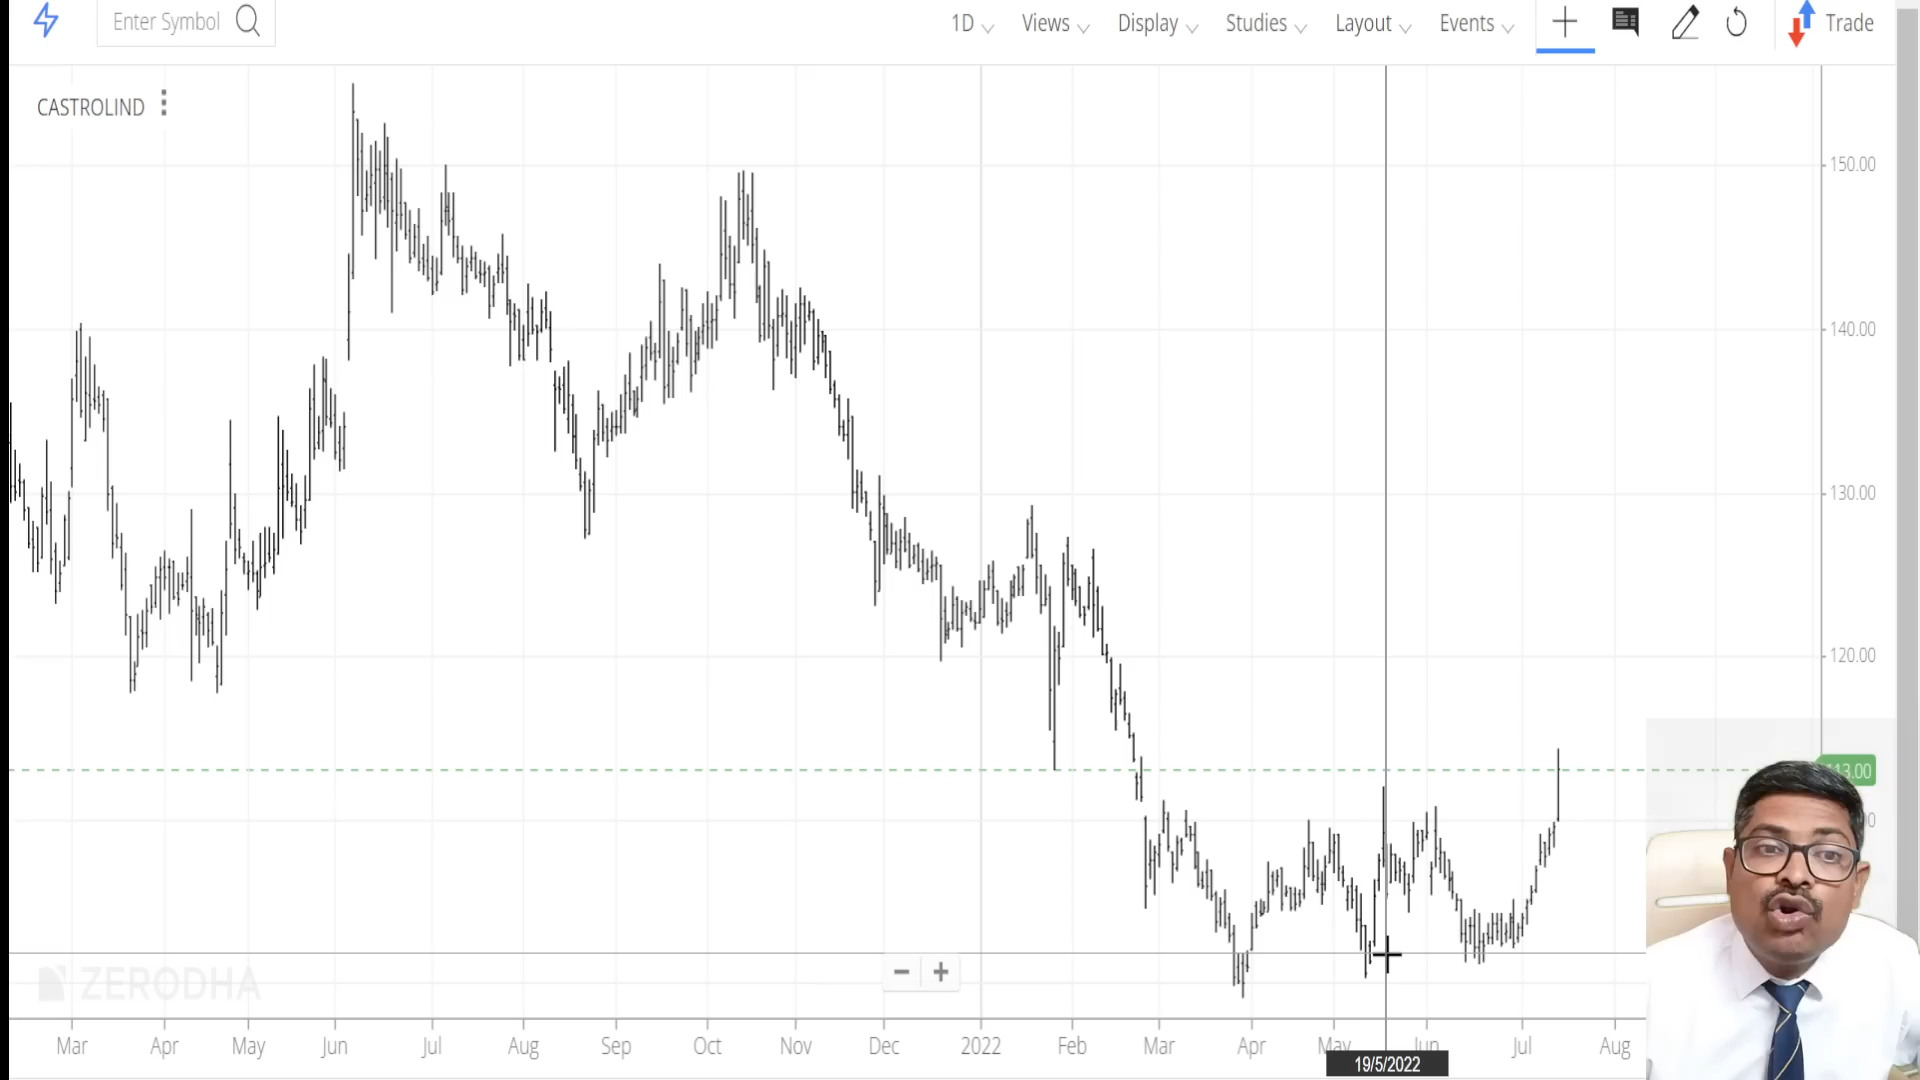 Enter Symbol
1D Views Display Studies Layout Events Trade
CASTROLIND
150.00
140.00
130.00
120.00
ZERODHA
Mar Apr May Jun Jul Aug Sep Oct Nov Dec 2022 Feb Mar Apr May Jun Jul Aug
19/5/2022